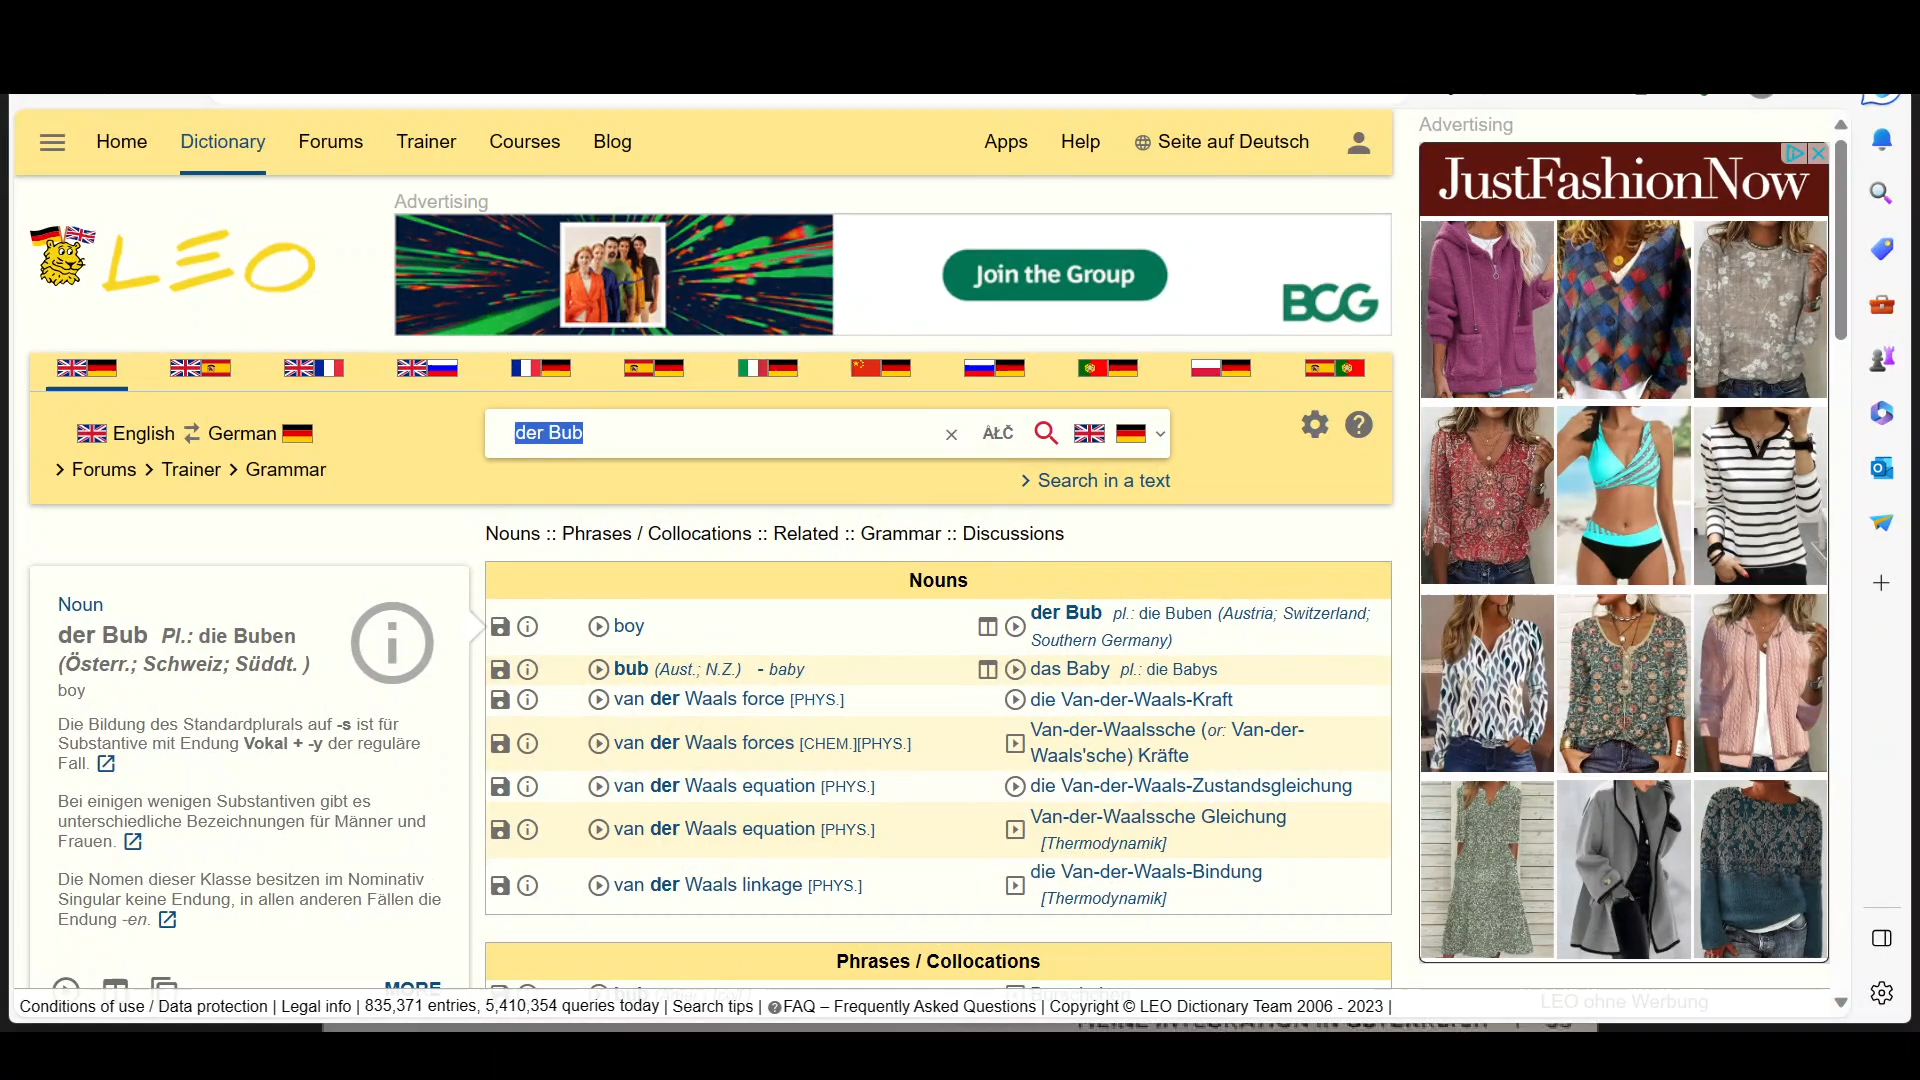 Home Dictionary Forums Trainer Courses Blog Apps Help Seite auf Deutsch
Advertising
LEO
Join the Group
BCG
English German
Forums Trainer Grammar
der Bub
ÄŁČ
Search in a text
Nouns :: Phrases / Collocations :: Related :: Grammar :: Discussions
Noun
der Bub Pl.: die Buben
(Österr.; Schweiz; Südt. )
boy
Die Bildung des Standardplurals auf -s ist für
Substantive mit Endung Vokal + -y der reguläre
Fall.
Bei einigen wenigen Substantiven gibt es
unterschiedliche Bezeichnungen für Männer und
Frauen.
Die Nomen dieser Klasse besitzen im Nominativ
Singular keine Endung, in allen anderen Fällen die
Endung -en.
MORE
Nouns
boy der Bub pl.: die Buben (Austria; Switzerland;
Southern Germany)
bub (Aust.; N.Z.) - baby das Baby pl.: die Babys
van der Waals force [PHYS.] die Van-der-Waals-Kraft
van der Waals forces [CHEM.][PHYS.] Van-der-Waalssche (or: Van-der-
Waals'sche) Kräfte
van der Waals equation [PHYS.] die Van-der-Waals-Zustandsgleichung
van der Waals equation [PHYS.] Van-der-Waalssche Gleichung
[Thermodynamik]
van der Waals linkage [PHYS.] die Van-der-Waals-Bindung
[Thermodynamik]
Phrases / Collocations
Advertising
JustFashionNow
LEO ohne Werbung
Conditions of use / Data protection | Legal info | 835,371 entries, 5,410,354 queries today | Search tips | FAQ – Frequently Asked Questions | Copyright © LEO Dictionary Team 2006 - 2023 |